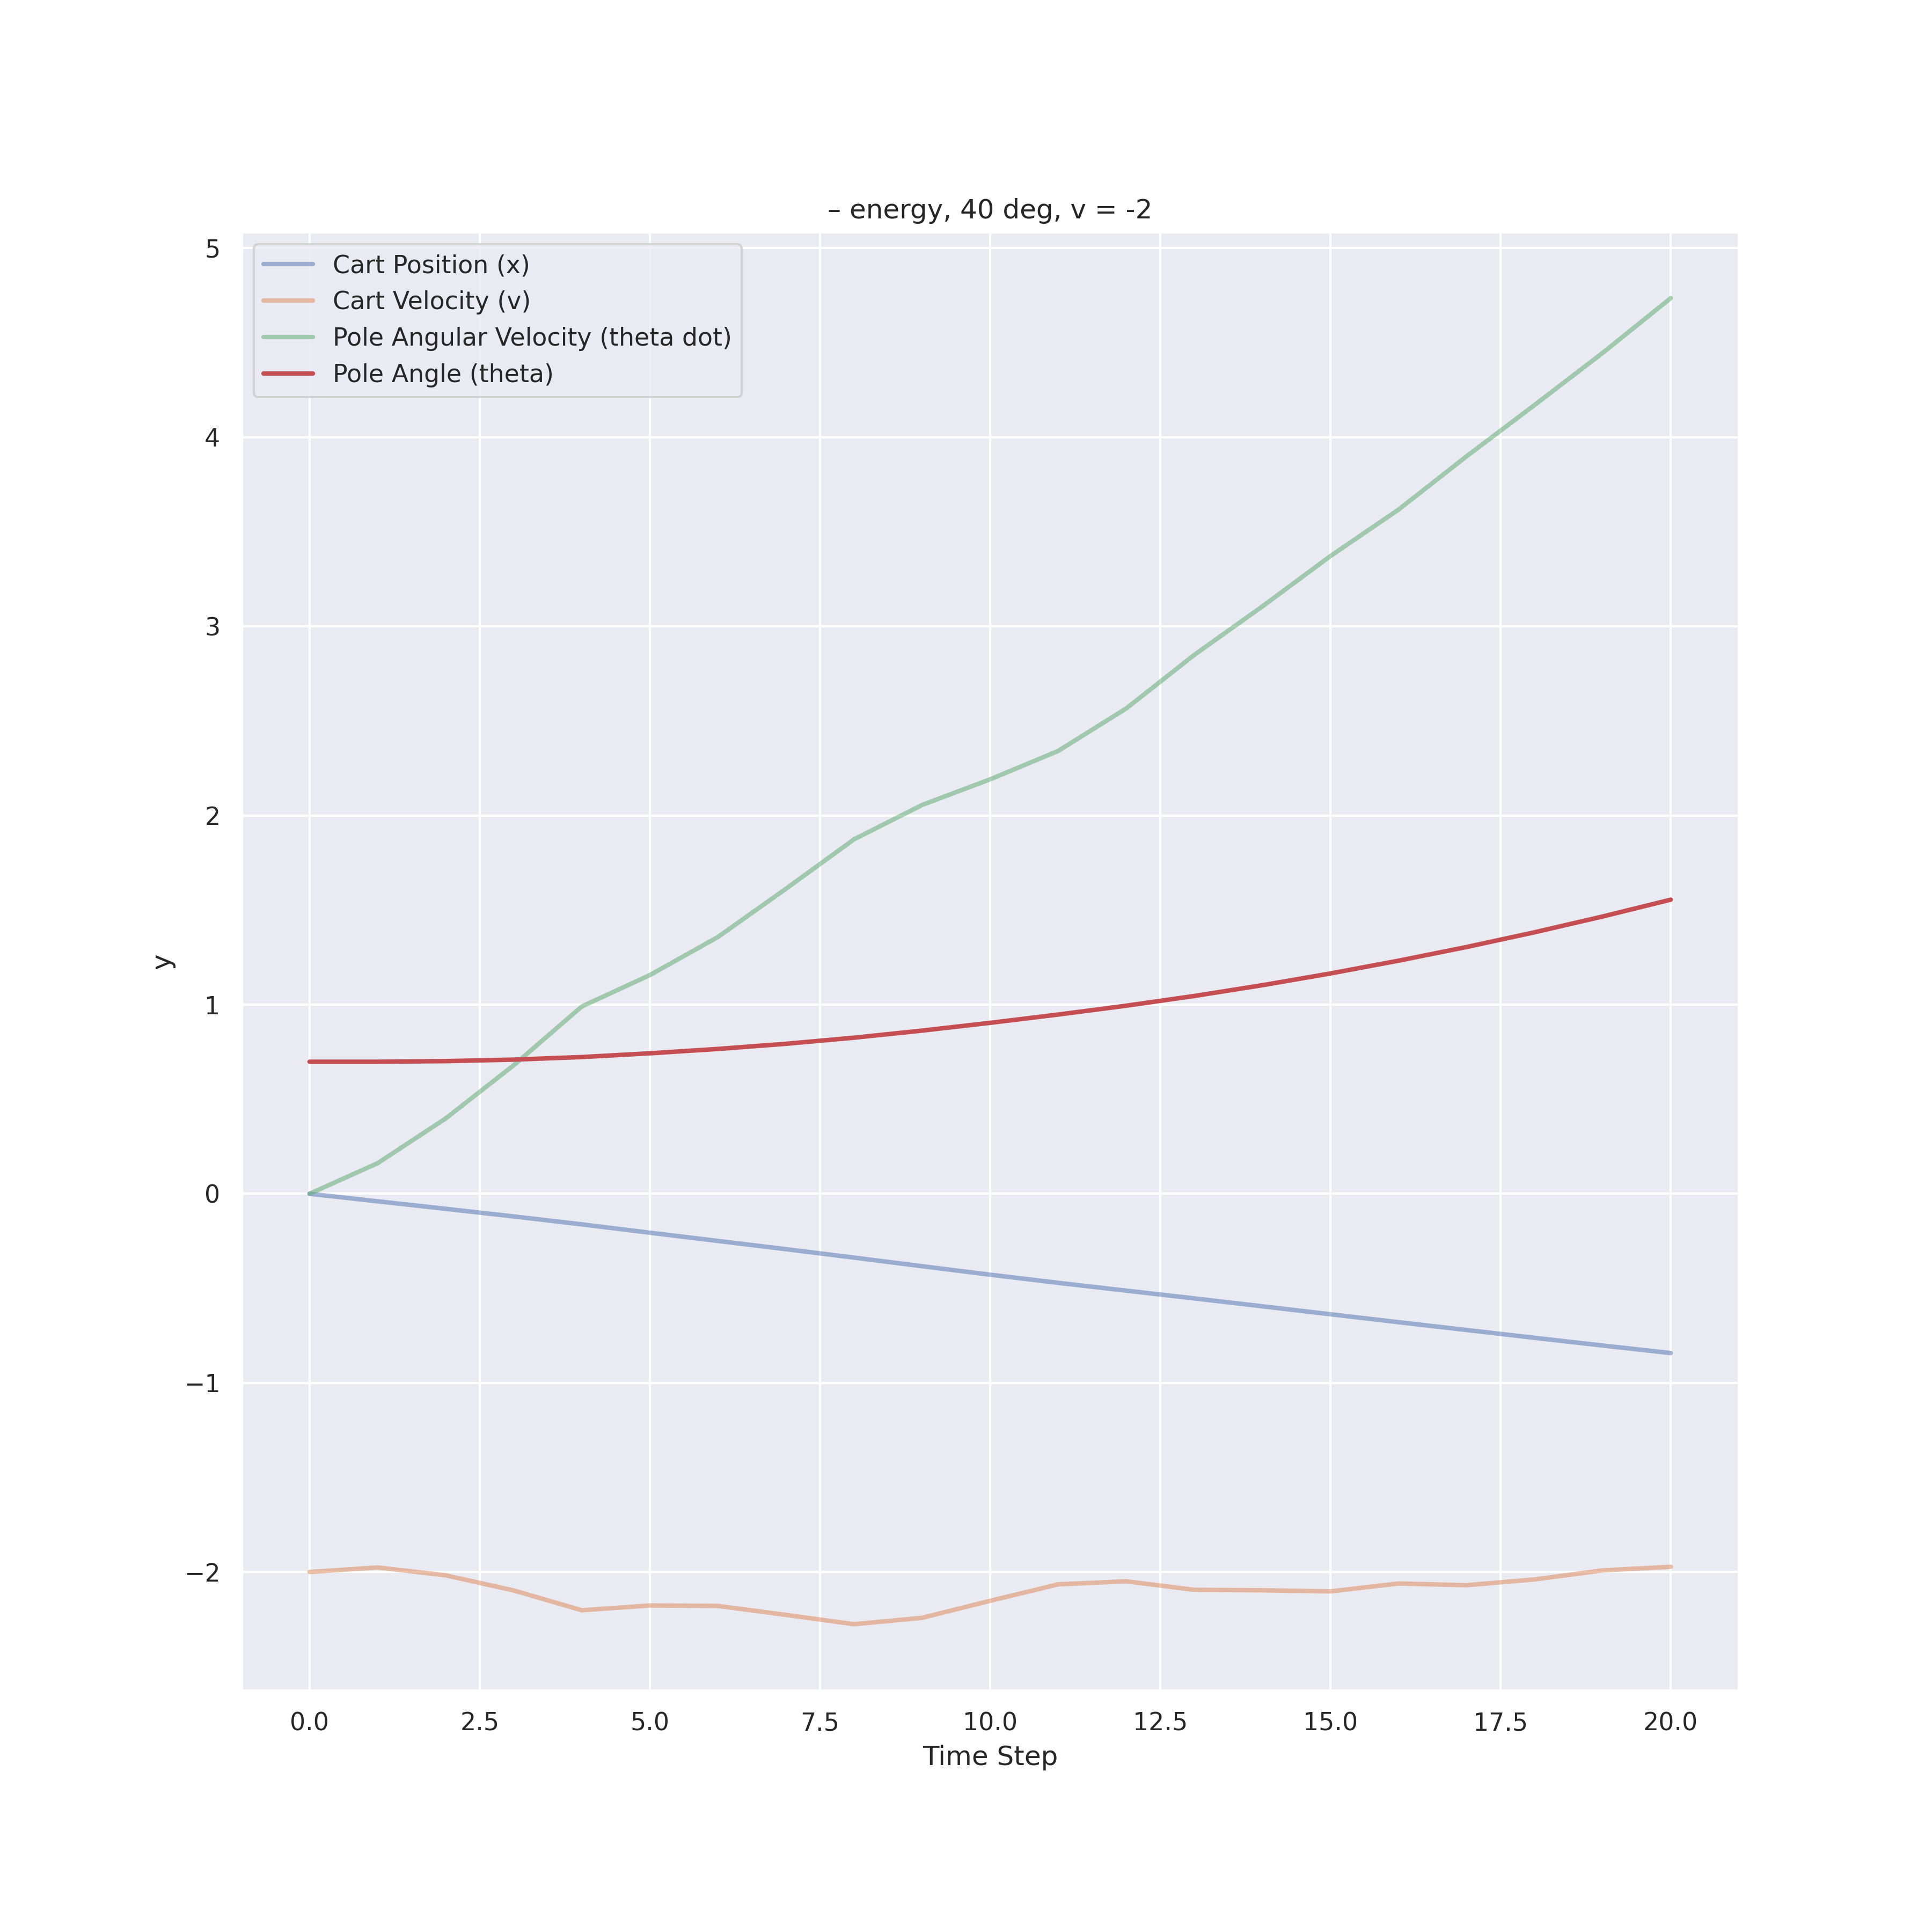 – energy, 40 deg, v = -2
Cart Position (x)
Cart Velocity (v)
Pole Angular Velocity (theta dot)
Pole Angle (theta)
5
4
3
2
1
0
−1
−2
y
0.0 2.5 5.0 7.5 10.0 12.5 15.0 17.5 20.0
Time Step